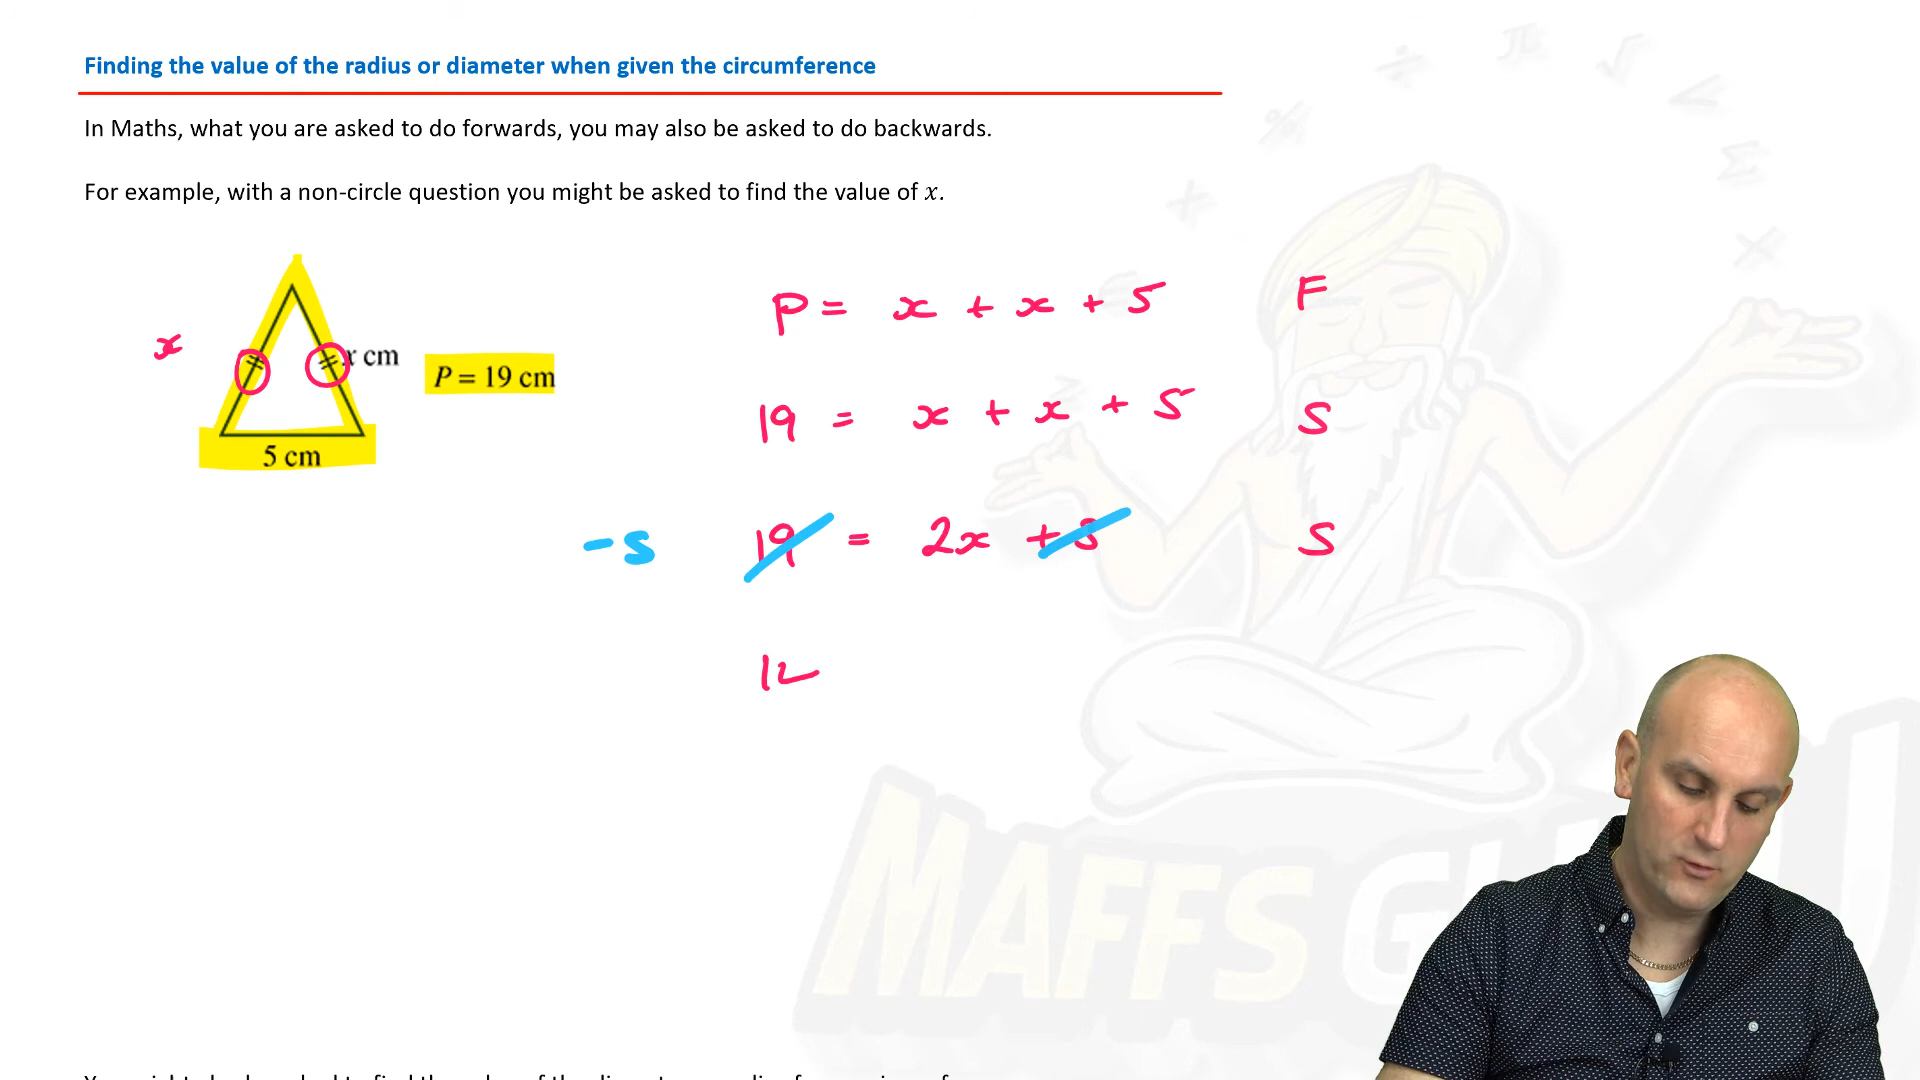 Finding the value of the radius or diameter when given the circumference
In Maths, what you are asked to do forwards, you may also be asked to do backwards.
For example, with a non-circle question you might be asked to find the value of x.
P = x + x + 5 F
x
x cm
P = 19 cm
19 = x + x + 5 S
5 cm
-5 19 = 2x +5 S
12
MAFFS GU